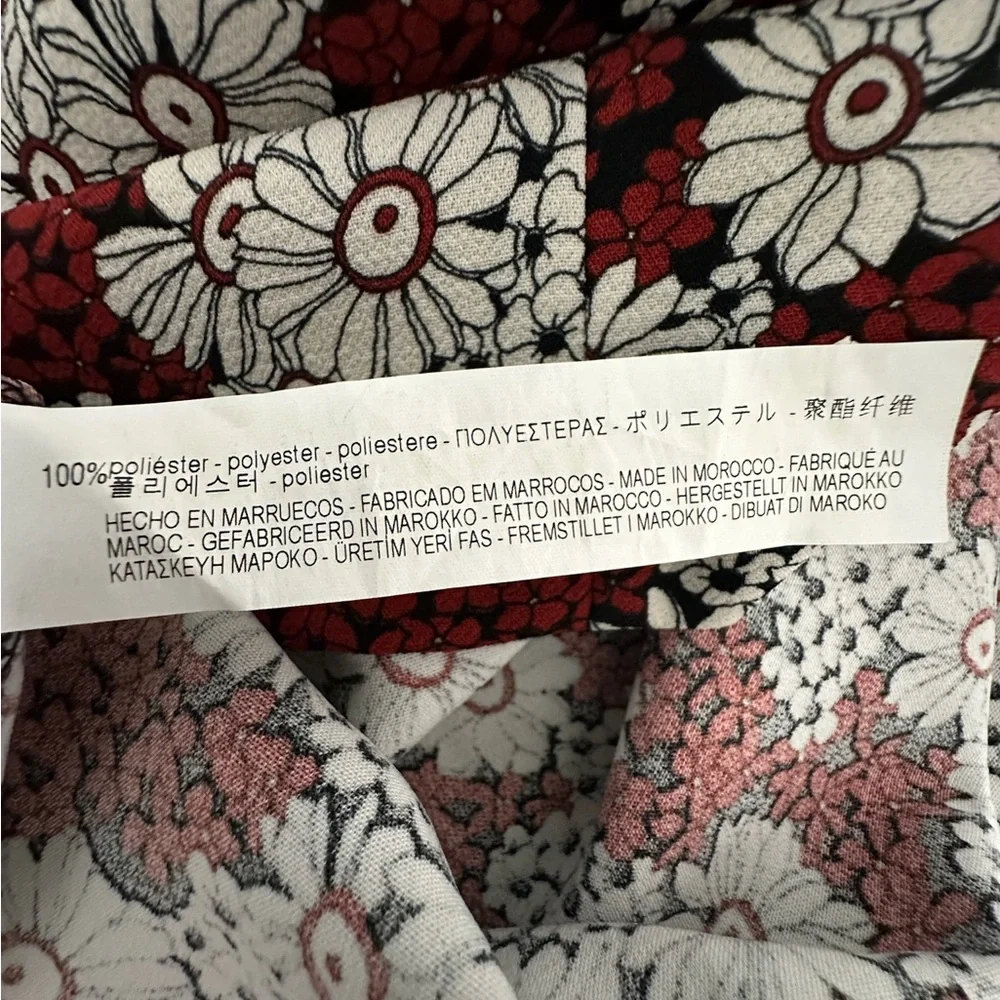 100% poliéster - polyester - poliestere - ΠΟΛΥΕΣΤΕΡΑΣ - ポリエステル - 聚酯纤维
폴리에스터 - poliester
HECHO EN MARRUECOS - FABRICADO EM MARROCOS - MADE IN MOROCCO - FABRIQUÉ AU
MAROC - GEFABRICEERD IN MAROKKO - FATTO IN MAROCCO - HERGESTELLT IN MAROKKO
ΚΑΤΑΣΚΕΥΗ ΜΑΡΟΚΟ - ÜRETİM YERİ FAS - FREMSTILLET I MAROKKO - DIBUAT DI MAROKO